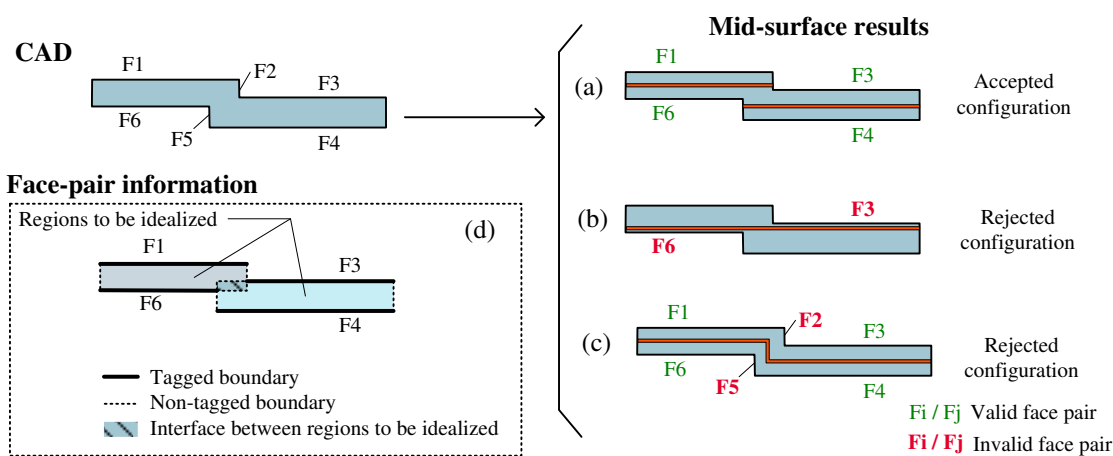 CAD
F1
F2
F3
F6
F5
F4
Face-pair information
Regions to be idealized
(d)
F1
F3
F6
F4
Tagged boundary
Non-tagged boundary
Interface between regions to be idealized
Mid-surface results
(a)
F1
F3
F6
F4
Accepted
configuration
(b)
F3
F6
Rejected
configuration
(c)
F1
F2
F3
F6
F5
F4
Rejected
configuration
Fi / Fj Valid face pair
Fi / Fj Invalid face pair